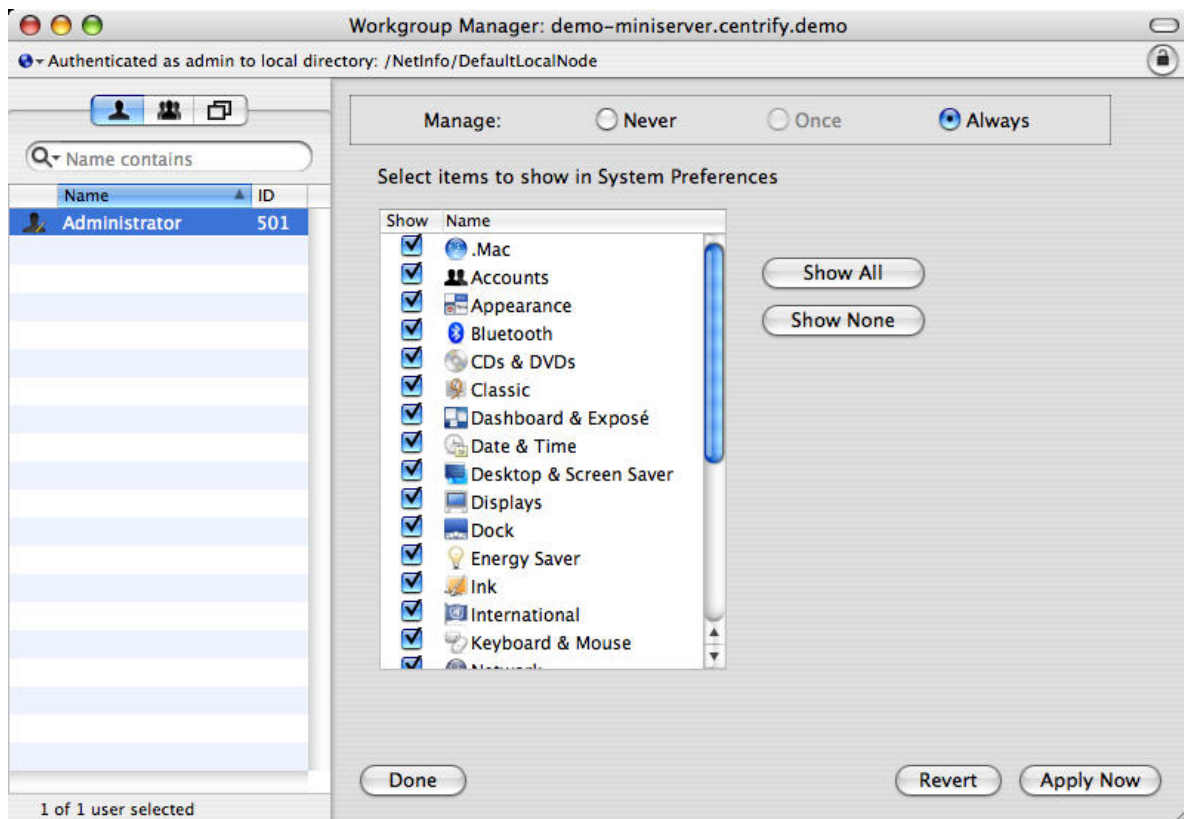 Workgroup Manager: demo-miniserver.centrify.demo
Authenticated as admin to local directory: /NetInfo/DefaultLocalNode
Name contains
Name ID
Administrator 501
1 of 1 user selected
Manage: Never Once Always
Select items to show in System Preferences
Show Name
.Mac
Accounts
Appearance
Bluetooth
CDs & DVDs
Classic
Dashboard & Exposé
Date & Time
Desktop & Screen Saver
Displays
Dock
Energy Saver
Ink
International
Keyboard & Mouse
Show All
Show None
Done
Revert
Apply Now